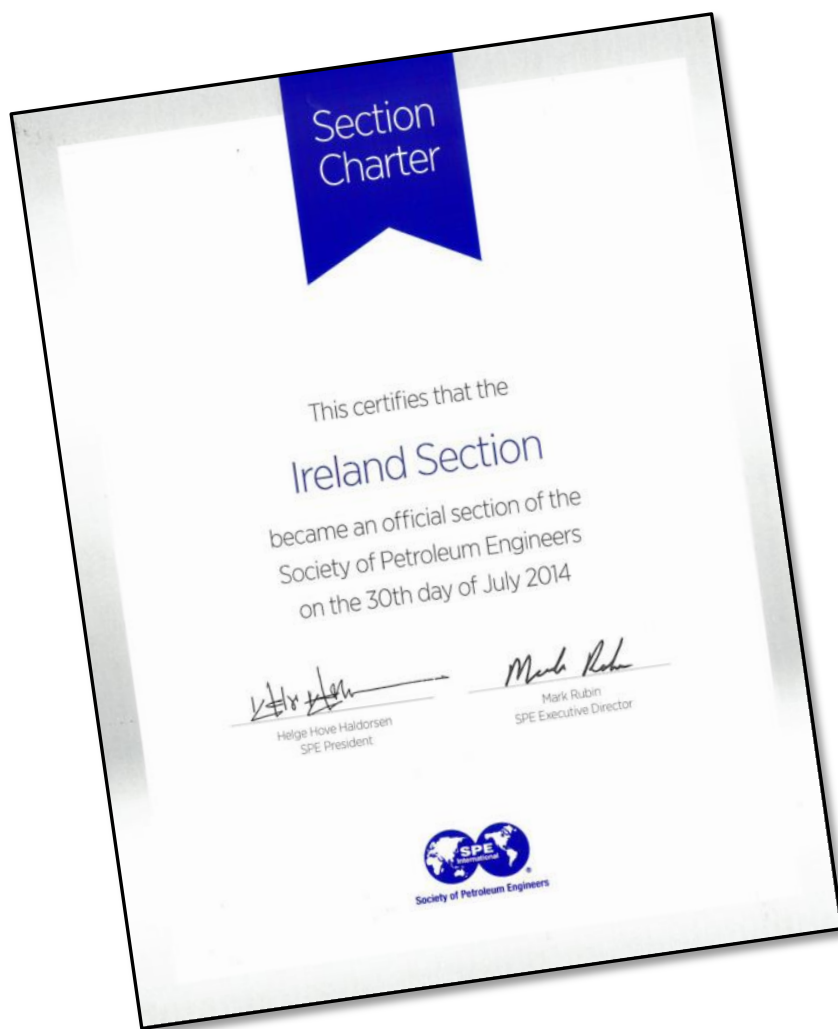 Section
Charter
This certifies that the
Ireland Section
became an official section of the
Society of Petroleum Engineers
on the 30th day of July 2014
Helge Hove Haldorsen
SPE President
Mark Rubin
SPE Executive Director
SPE
International
®
Society of Petroleum Engineers